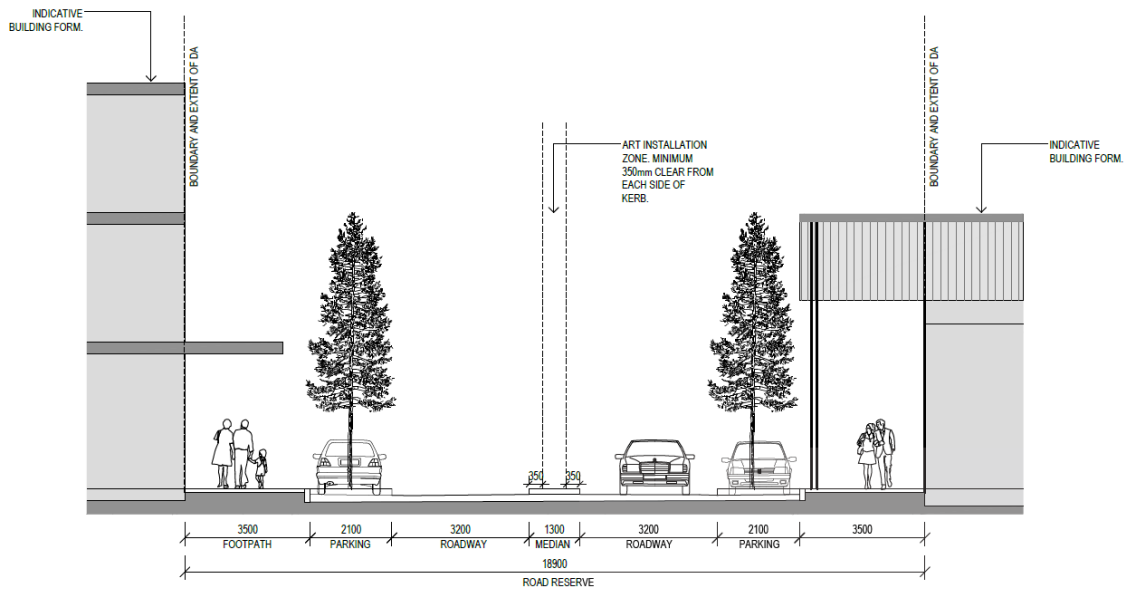 INDICATIVE
BUILDING FORM.
BOUNDARY AND EXTENT OF DA
ART INSTALLATION
ZONE. MINIMUM
350mm CLEAR FROM
EACH SIDE OF
KERB.
BOUNDARY AND EXTENT OF DA
INDICATIVE
BUILDING FORM.
350 350
3500 2100 3200 1300 3200 2100 3500
FOOTPATH PARKING ROADWAY MEDIAN ROADWAY PARKING
18900
ROAD RESERVE